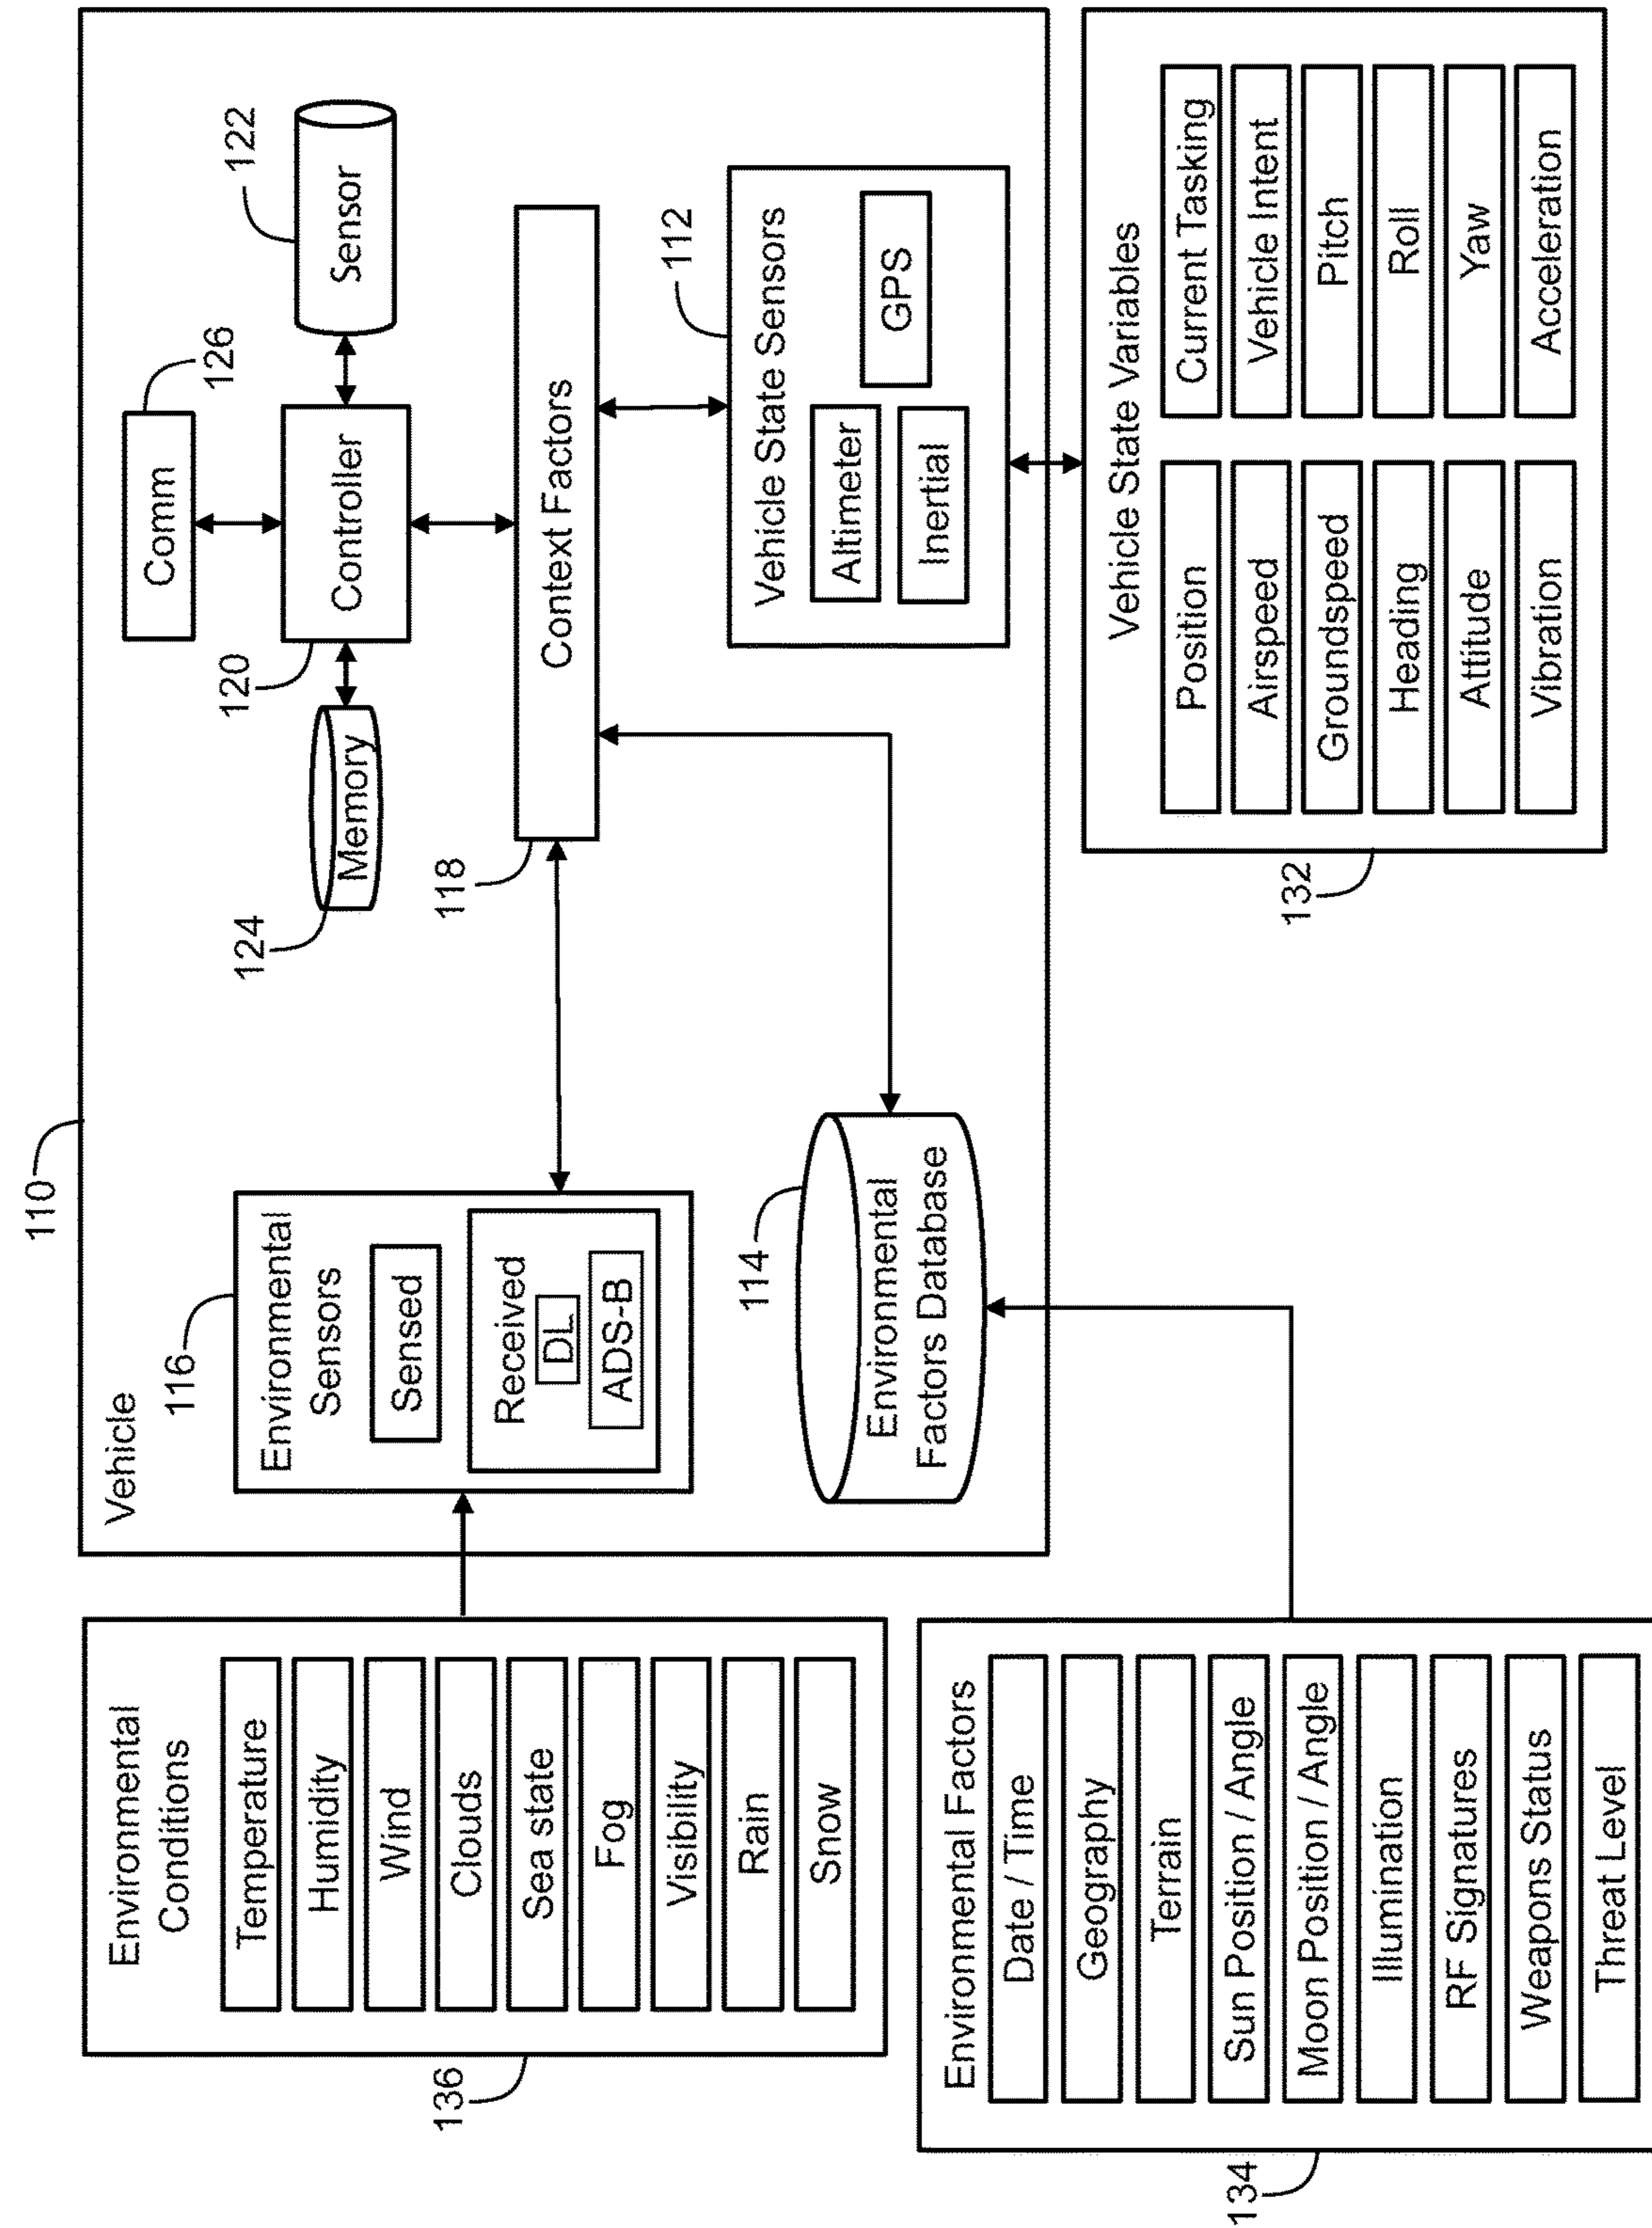 110
Vehicle
Environmental
Conditions
Temperature
Humidity
Wind
Clouds
Sea state
Fog
Visibility
Rain
Snow
136
Environmental Factors
Date / Time
Geography
Terrain
Sun Position / Angle
Moon Position / Angle
Illumination
RF Signatures
Weapons Status
Threat Level
134
116
Environmental
Sensors
Sensed
Received
DL
ADS-B
114
Environmental
Factors Database
Comm
126
Controller
120
Memory
124
Sensor
122
Context Factors
118
112
Vehicle State Sensors
Altimeter
Inertial
GPS
Vehicle State Variables
Position
Airspeed
Groundspeed
Heading
Attitude
Vibration
Current Tasking
Vehicle Intent
Pitch
Roll
Yaw
Acceleration
132